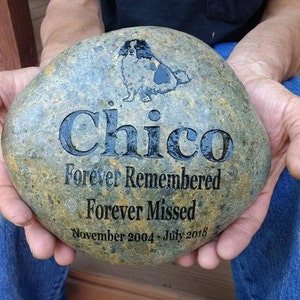 Chico
Forever Remembered
Forever Missed
November 2004 - July 2018